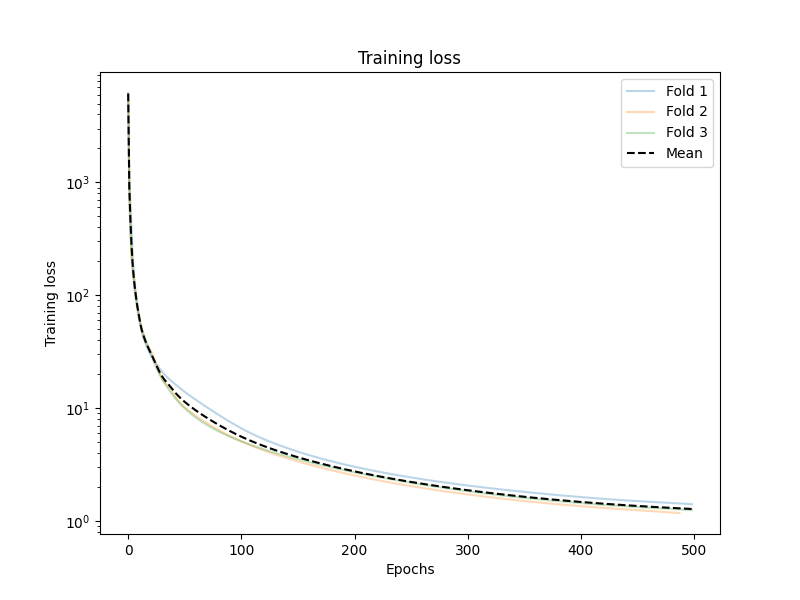 Training loss
Fold 1
Fold 2
Fold 3
Mean
Training loss
10³
10²
10¹
10⁰
0 100 200 300 400 500
Epochs